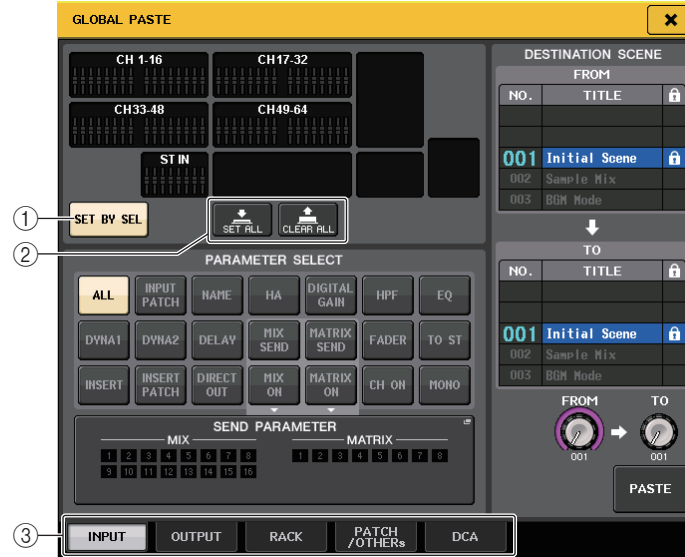 GLOBAL PASTE
×
CH 1-16
CH17-32
CH33-48
CH49-64
ST IN
① SET BY SEL
② SET ALL
CLEAR ALL
PARAMETER SELECT
ALL
INPUT PATCH
NAME
HA
DIGITAL GAIN
HPF
EQ
DYNA1
DYNA2
DELAY
MIX SEND
MATRIX SEND
FADER
TO ST
INSERT
INSERT PATCH
DIRECT OUT
MIX ON
MATRIX ON
CH ON
MONO
SEND PARAMETER
MIX
MATRIX
1 2 3 4 5 6 7 8
1 2 3 4 5 6 7 8
9 10 11 12 13 14 15 16
③ INPUT
OUTPUT
RACK
PATCH /OTHERs
DCA
DESTINATION SCENE
FROM
NO. TITLE
001 Initial Scene
002 Sample Mix
003 BGM Mode
TO
NO. TITLE
001 Initial Scene
002 Sample Mix
003 BGM Mode
FROM
TO
001
001
PASTE